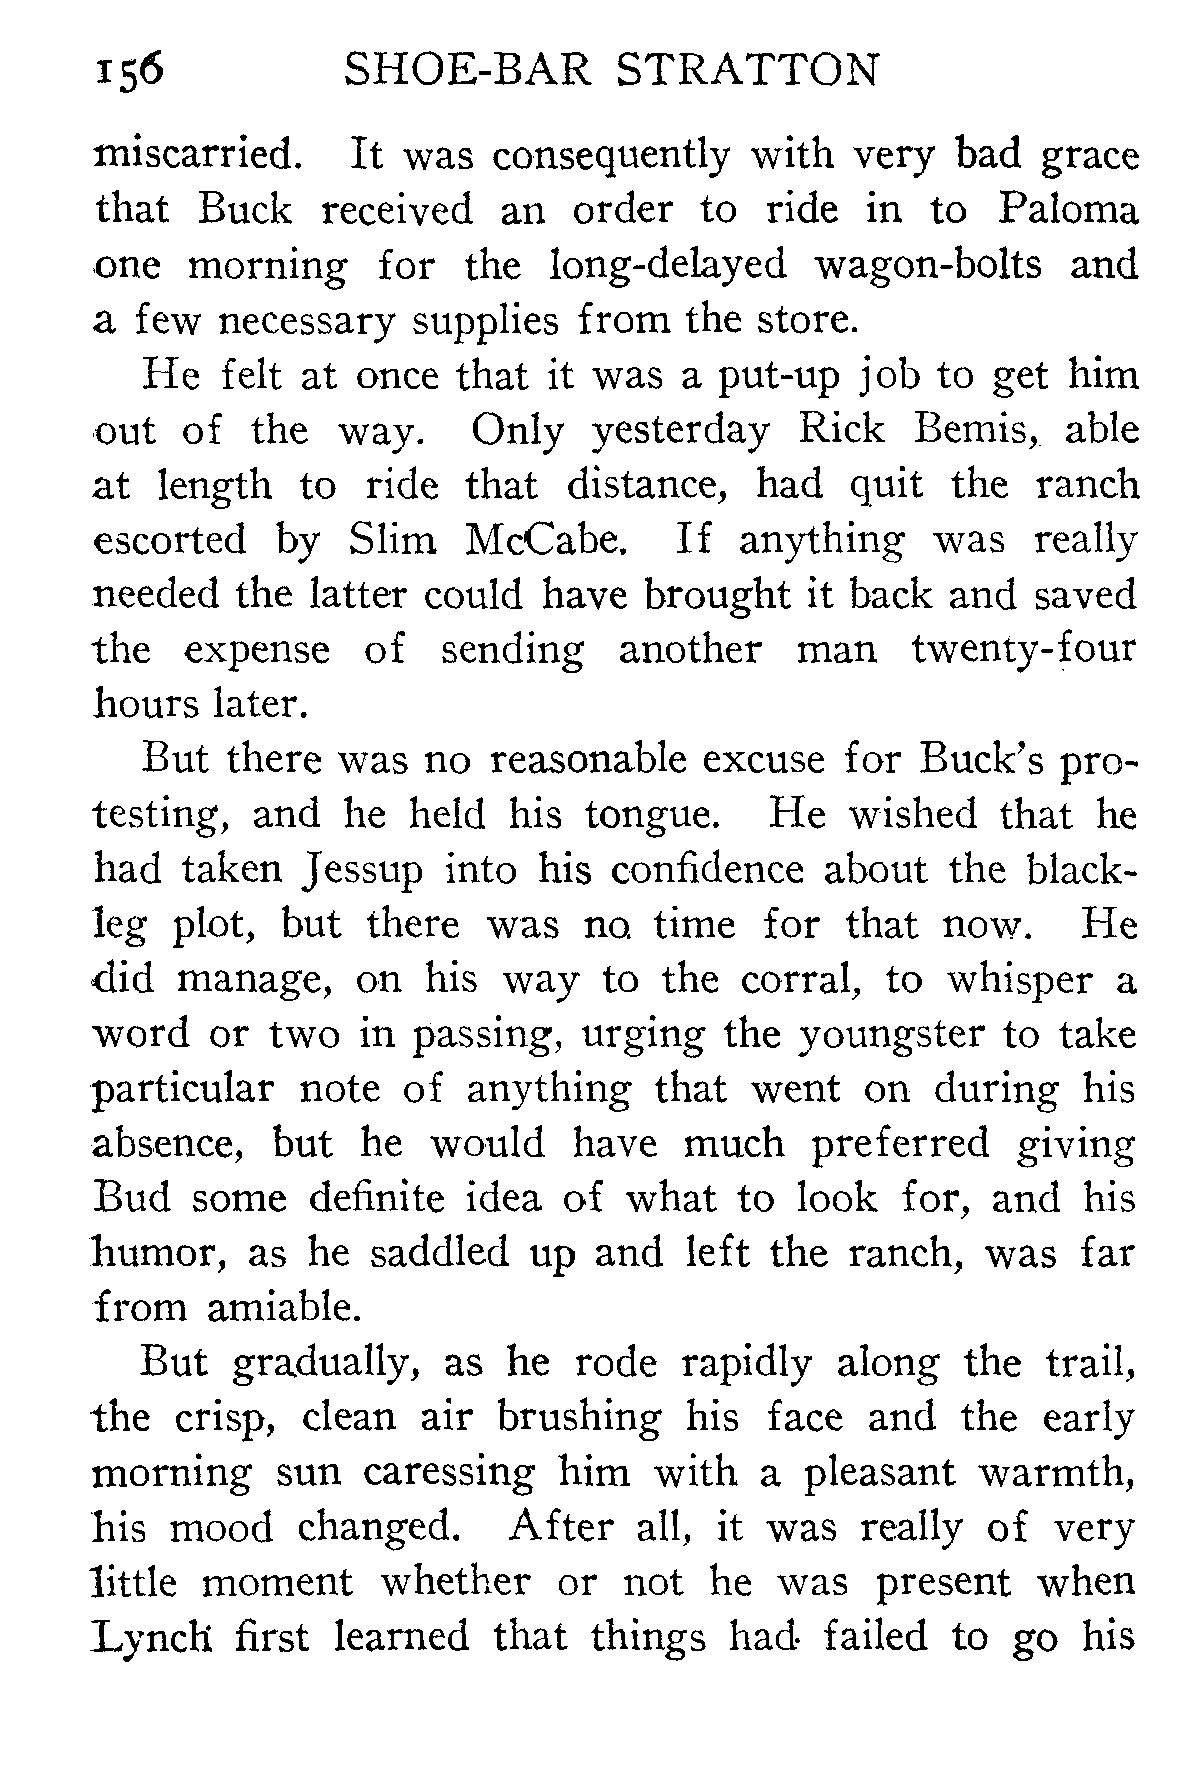 156 SHOE-BAR STRATTON
miscarried. It was consequently with very bad grace
that Buck received an order to ride in to Paloma
one morning for the long-delayed wagon-bolts and
a few necessary supplies from the store.
He felt at once that it was a put-up job to get him
out of the way. Only yesterday Rick Bemis, able
at length to ride that distance, had quit the ranch
escorted by Slim McCabe. If anything was really
needed the latter could have brought it back and saved
the expense of sending another man twenty-four
hours later.
But there was no reasonable excuse for Buck's pro-
testing, and he held his tongue. He wished that he
had taken Jessup into his confidence about the black-
leg plot, but there was no time for that now. He
did manage, on his way to the corral, to whisper a
word or two in passing, urging the youngster to take
particular note of anything that went on during his
absence, but he would have much preferred giving
Bud some definite idea of what to look for, and his
humor, as he saddled up and left the ranch, was far
from amiable.
But gradually, as he rode rapidly along the trail,
the crisp, clean air brushing his face and the early
morning sun caressing him with a pleasant warmth,
his mood changed. After all, it was really of very
little moment whether or not he was present when
Lynch first learned that things had failed to go his